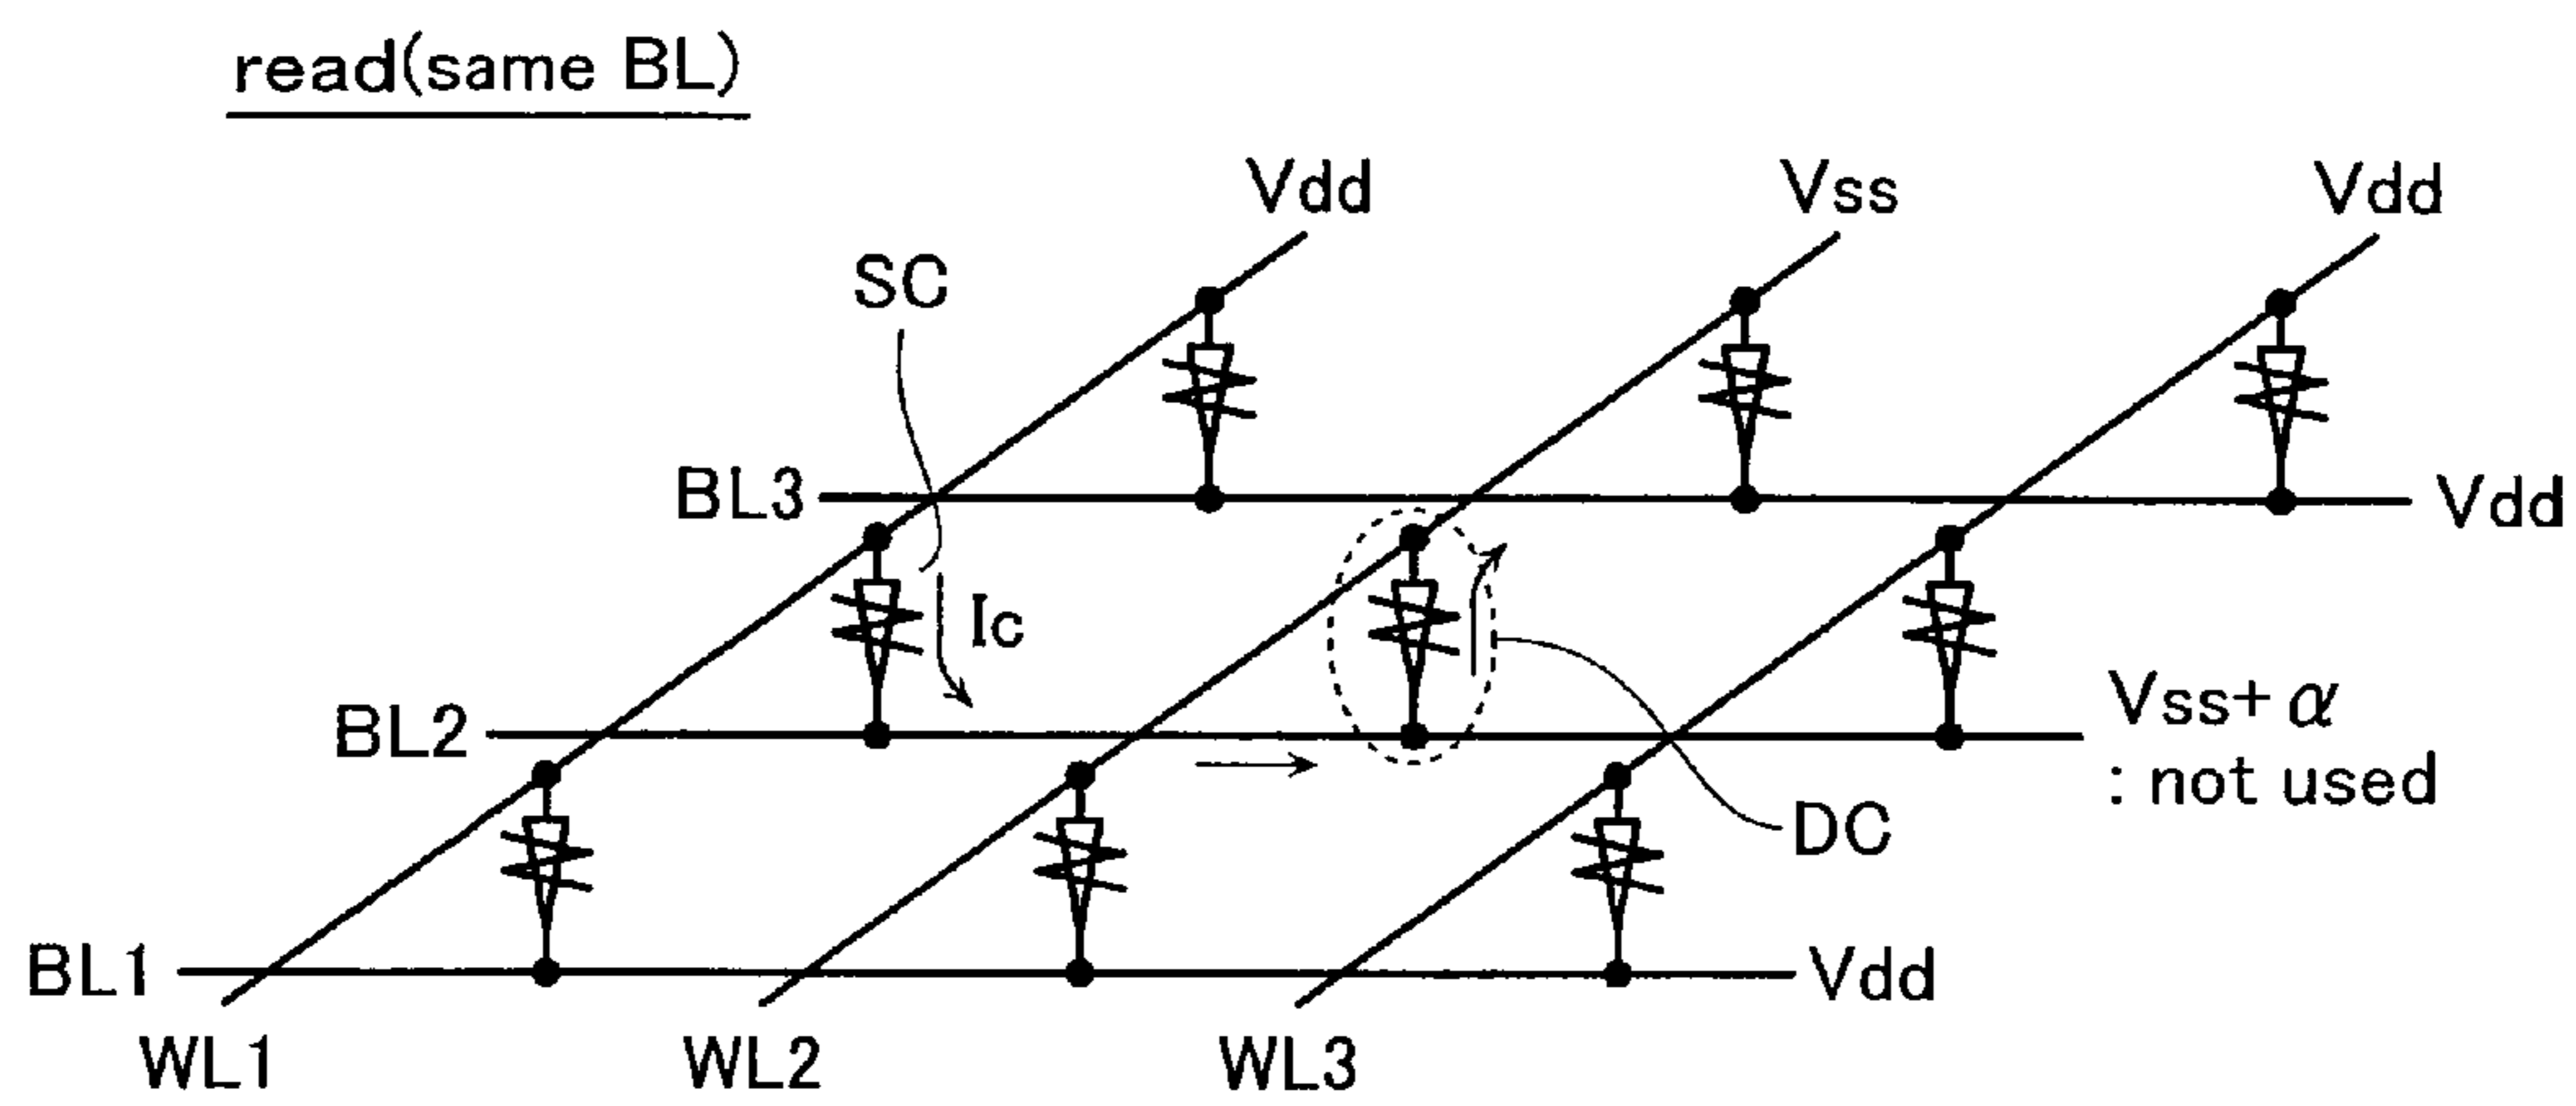 read(same BL)
Vdd
Vss
Vdd
SC
BL3
Vdd
Ic
BL2
Vss+α
: not used
DC
BL1
Vdd
WL1
WL2
WL3